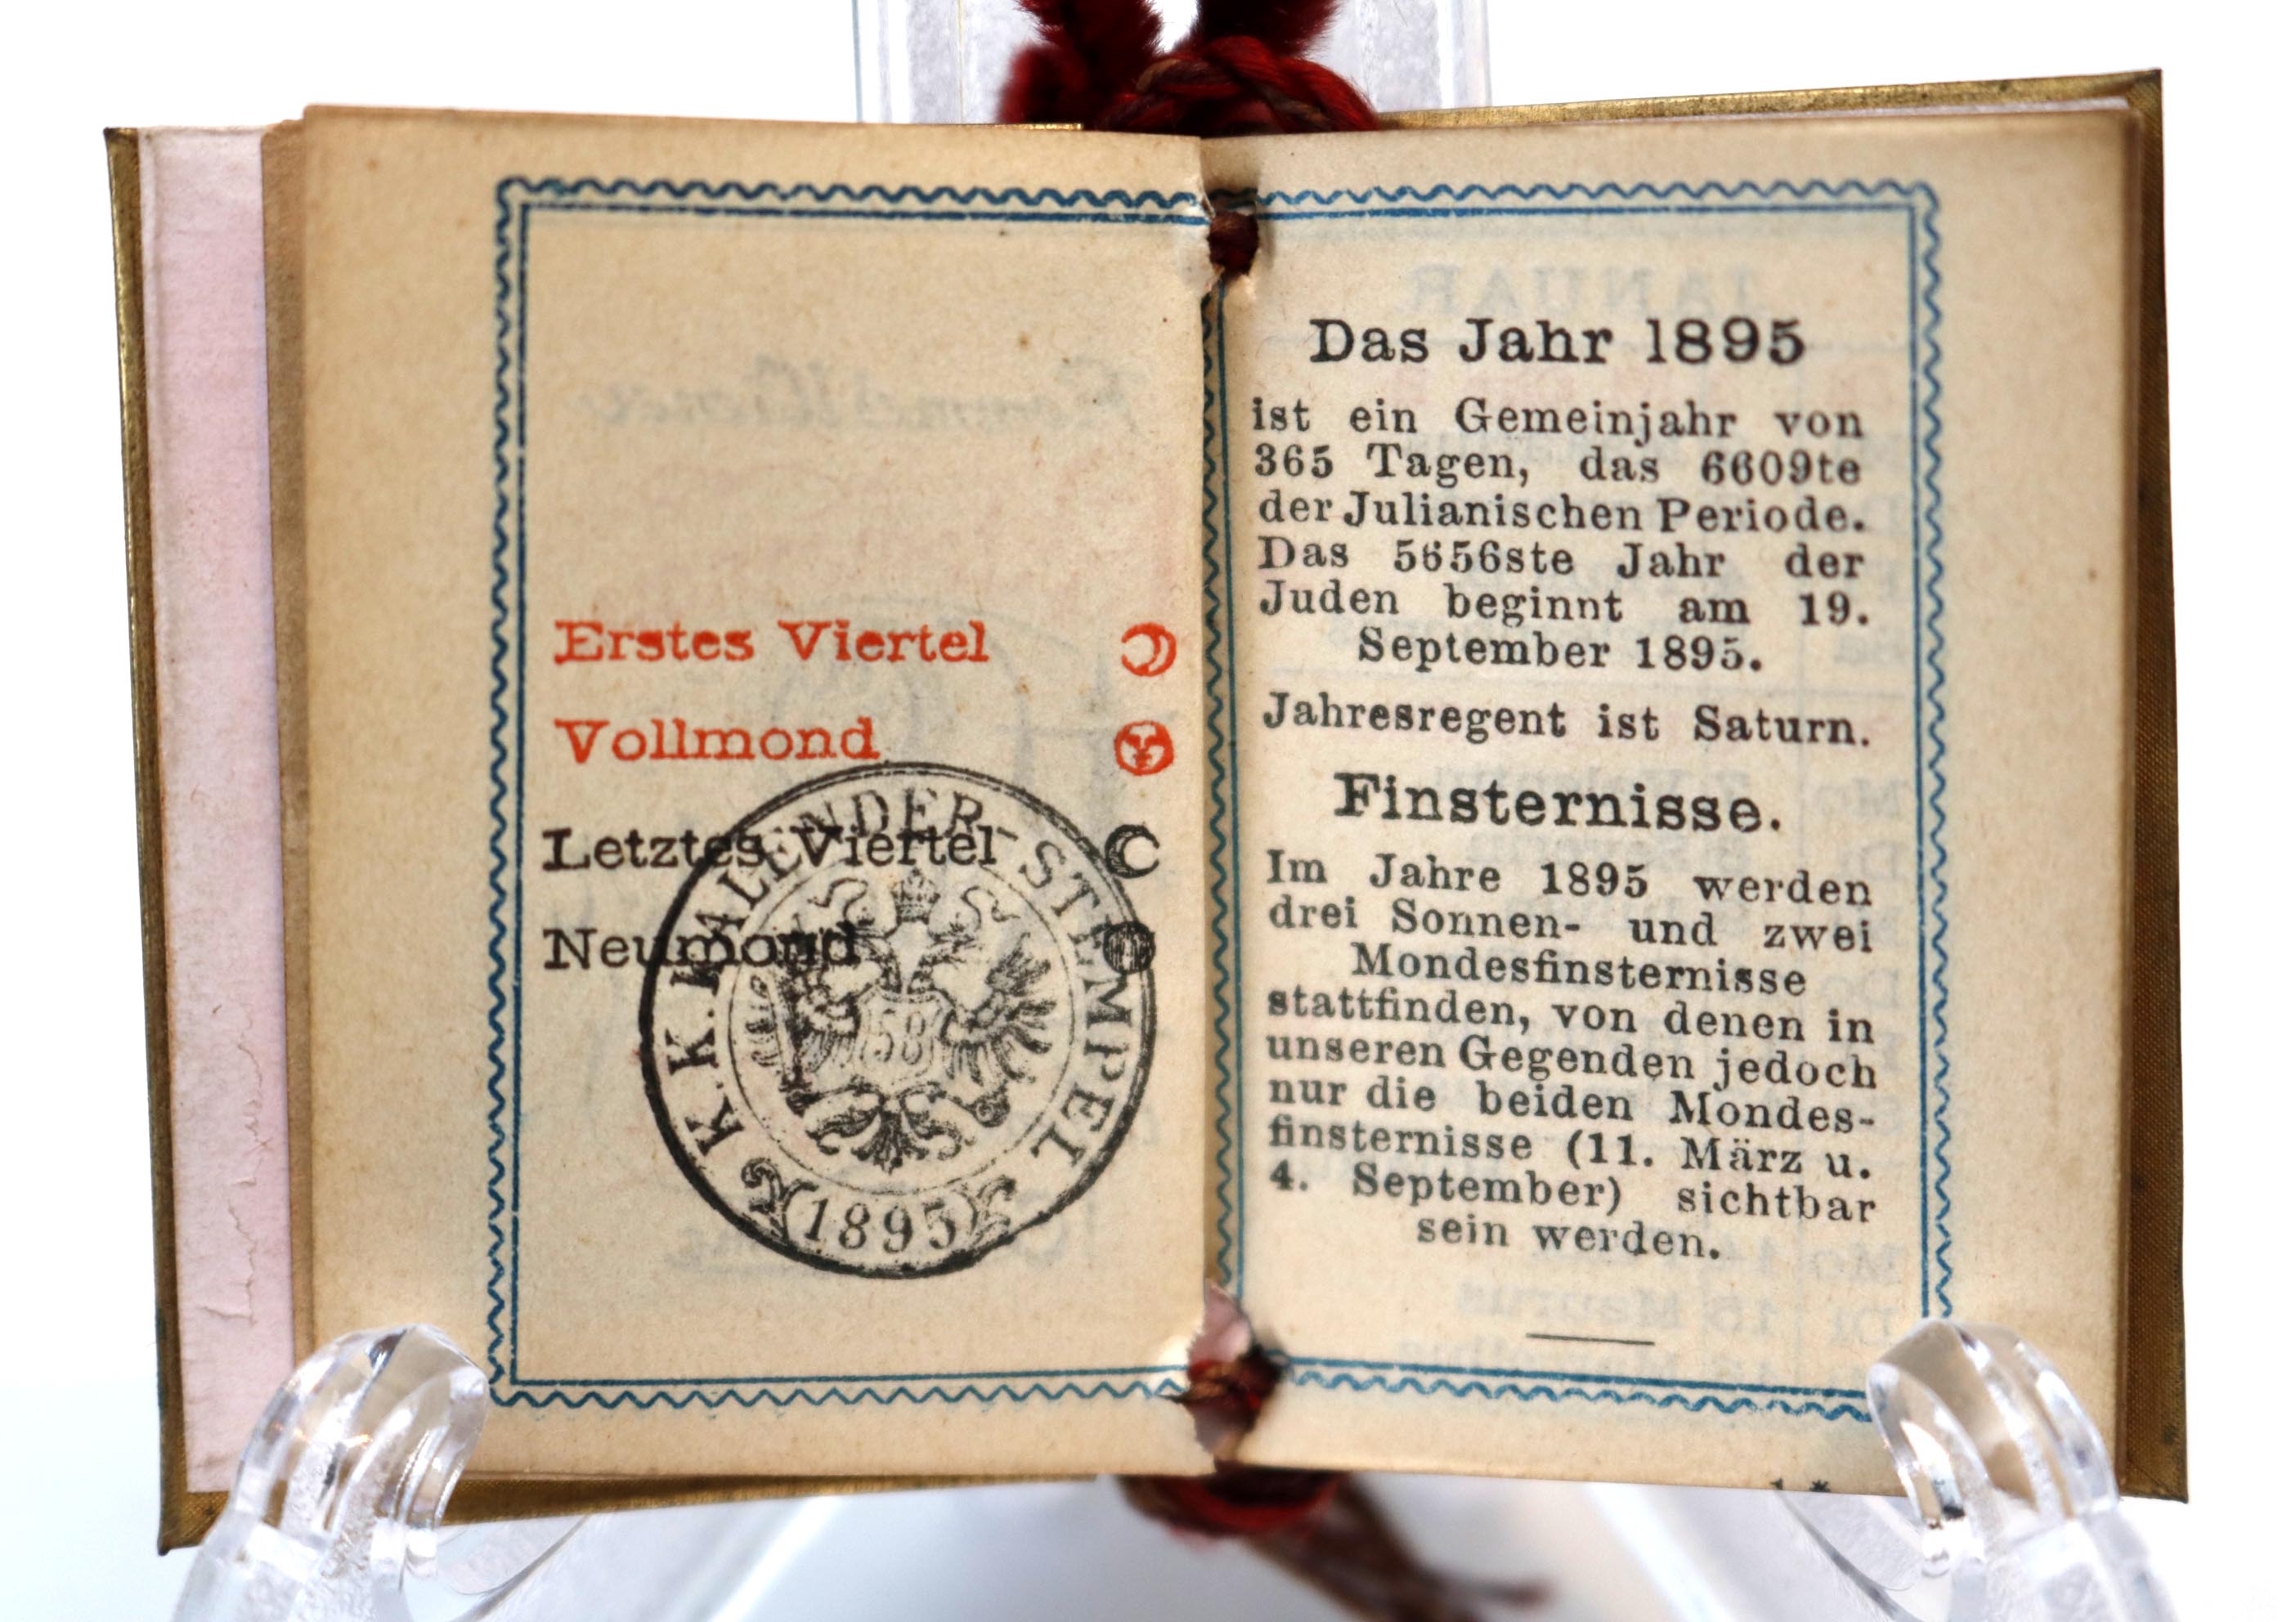 Erstes Viertel
Vollmond
Letztes Viertel
Neumond
K. K. KALENDER-STEMPEL
58
1895
Das Jahr 1895
ist ein Gemeinjahr von
365 Tagen, das 6609te
der Julianischen Periode.
Das 5656ste Jahr der
Juden beginnt am 19.
September 1895.
Jahresregent ist Saturn.
Finsternisse.
Im Jahre 1895 werden
drei Sonnen- und zwei
Mondesfinsternisse
stattfinden, von denen in
unseren Gegenden jedoch
nur die beiden Mondes-
finsternisse (11. März u.
4. September) sichtbar
sein werden.
1*